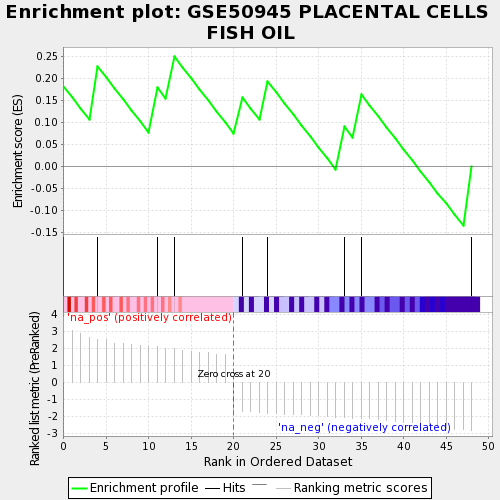 Enrichment plot: GSE50945 PLACENTAL CELLS
FISH OIL
Enrichment score (ES)
0.25
0.20
0.15
0.10
0.05
0.00
-0.05
-0.10
-0.15
Ranked list metric (PreRanked)
4
3
2
1
0
-1
-2
-3
'na_pos' (positively correlated)
Zero cross at 20
'na_neg' (negatively correlated)
0 5 10 15 20 25 30 35 40 45 50
Rank in Ordered Dataset
Enrichment profile Hits Ranking metric scores